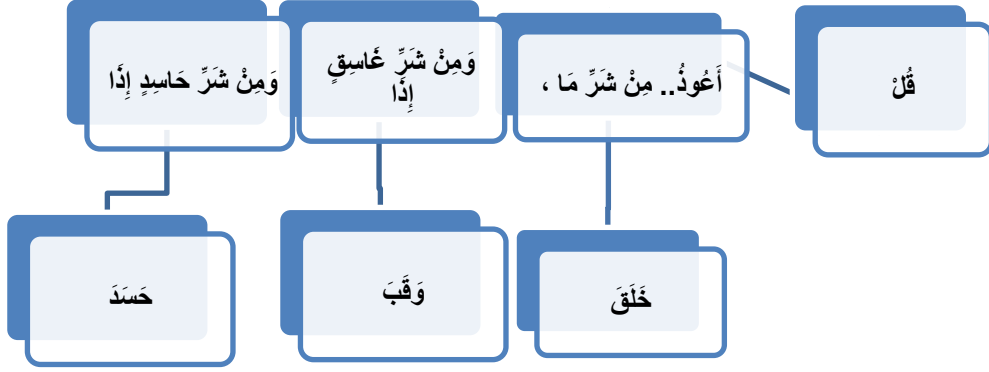 قُلْ
أَعُوذُ.. مِنْ شَرِّ مَا ،
وَمِنْ شَرِّ غَاسِقٍ
إِذَا
وَمِنْ شَرِّ حَاسِدٍ إِذَا
خَلَقَ
وَقَبَ
حَسَدَ